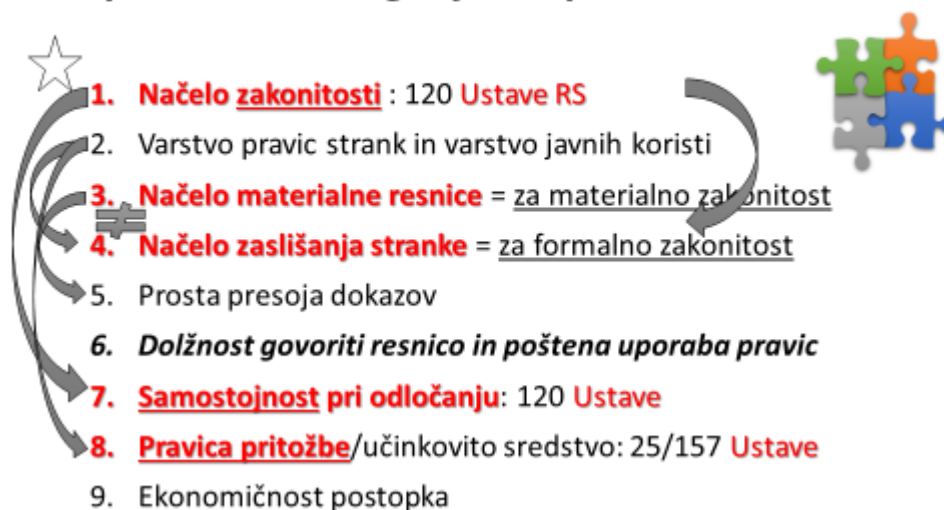 1. Načelo zakonitosti : 120 Ustave RS
2. Varstvo pravic strank in varstvo javnih koristi
3. Načelo materialne resnice = za materialno zakonitost
≠
4. Načelo zaslišanja stranke = za formalno zakonitost
5. Prosta presoja dokazov
6. Dolžnost govoriti resnico in poštena uporaba pravic
7. Samostojnost pri odločanju: 120 Ustave
8. Pravica pritožbe/učinkovito sredstvo: 25/157 Ustave
9. Ekonomičnost postopka